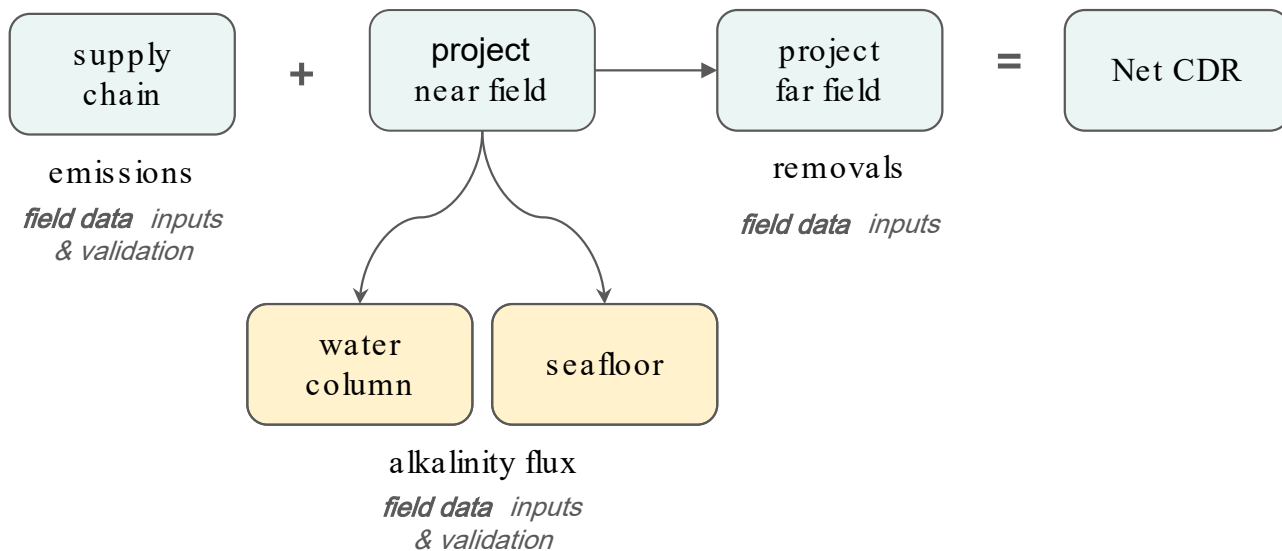 supply
chain
+
project
near field
project
far field
=
Net CDR
emissions
field data inputs
& validation
removals
field data inputs
water
column
seafloor
alkalinity flux
field data inputs
& validation